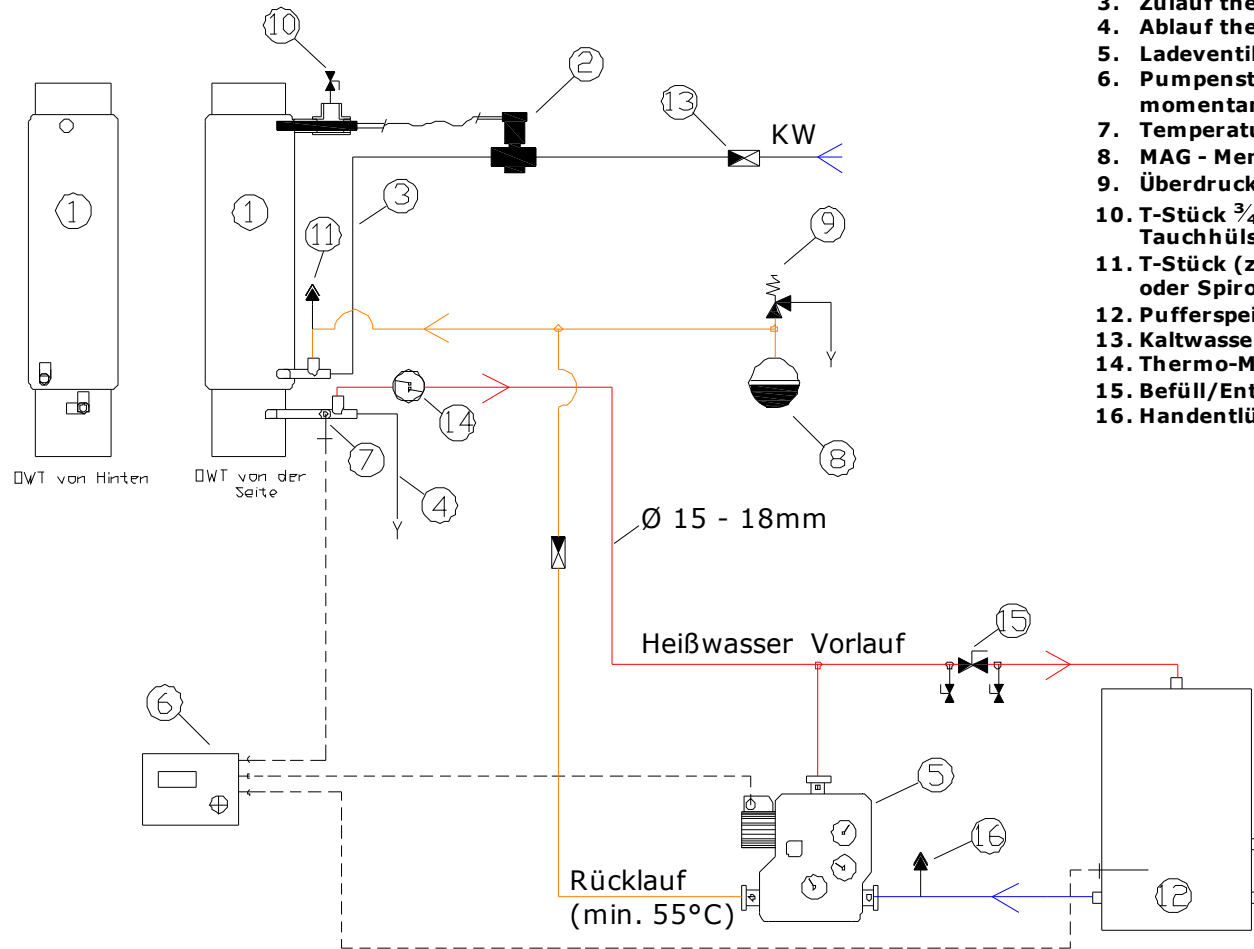 3. Zulauf the
4. Ablauf the
5. Ladeventil
6. Pumpenst
momentar
7. Temperatu
8. MAG - Mer
9. Überdruck
10. T-Stück ¾
Tauchhüls
11. T-Stück (z
oder Spiro
12. Pufferspei
13. Kaltwasse
14. Thermo-M
15. Befüll/Ent
16. Handentlü
10
2
13
KW
1
1
3
11
9
14
7
8
4
ÖWT von Hinten
ÖWT von der
Seite
Ø 15 - 18mm
15
Heißwasser Vorlauf
6
5
16
Rücklauf
(min. 55°C)
12